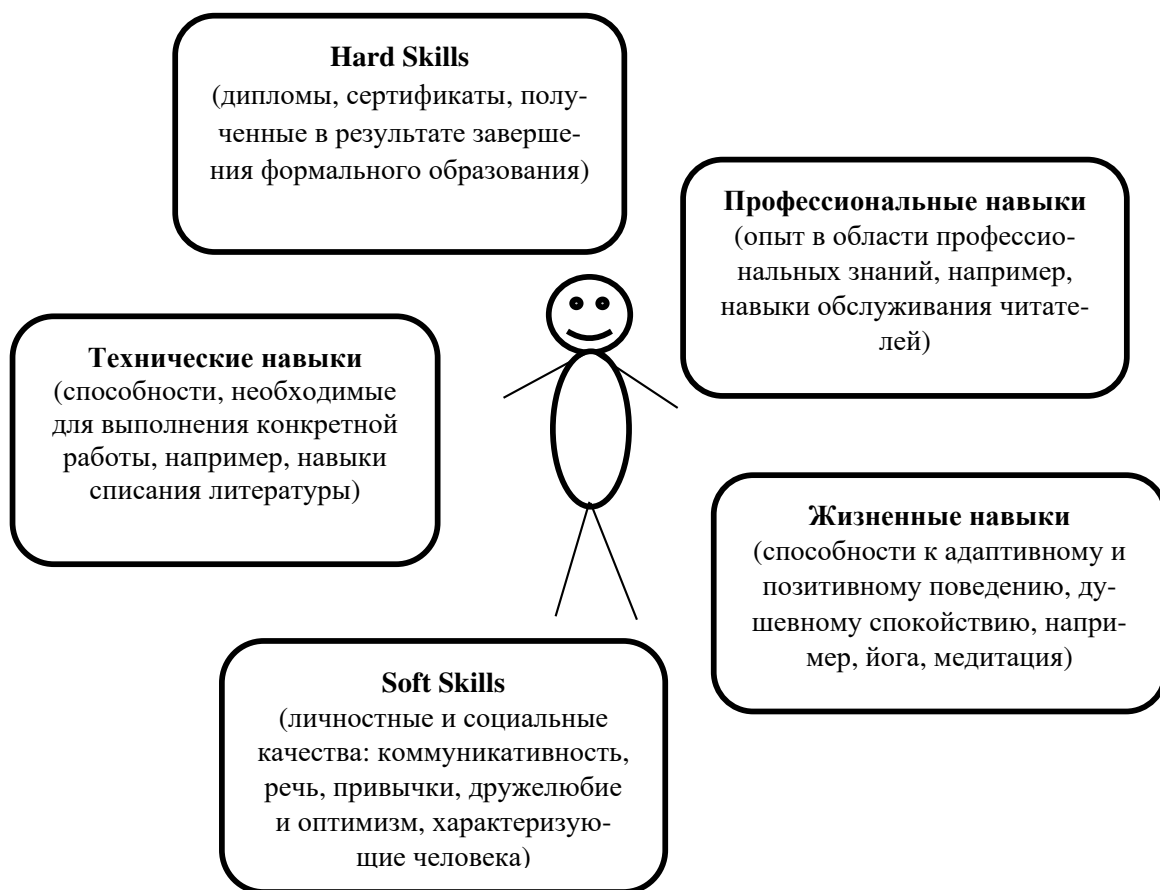 Hard Skills
(дипломы, сертификаты, полу-
ченные в результате заверше-
ния формального образования)
Профессиональные навыки
(опыт в области профессио-
нальных знаний, например,
навыки обслуживания читате-
лей)
Технические навыки
(способности, необходимые
для выполнения конкретной
работы, например, навыки
списания литературы)
Жизненные навыки
(способности к адаптивному и
позитивному поведению, ду-
шевному спокойствию, напри-
мер, йога, медитация)
Soft Skills
(личностные и социальные
качества: коммуникативность,
речь, привычки, дружелюбие
и оптимизм, характеризую-
щие человека)